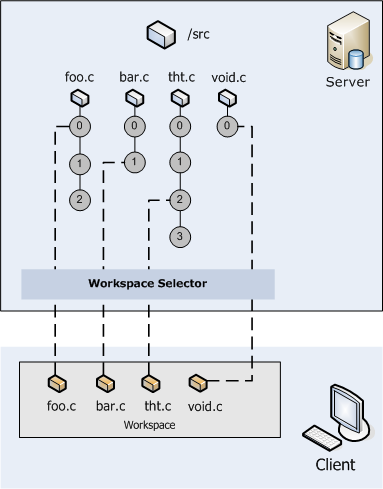 /src
Server
foo.c bar.c tht.c void.c
0 0 0 0
1 1 1
2 2
3
Workspace Selector
foo.c bar.c tht.c void.c
Workspace
Client